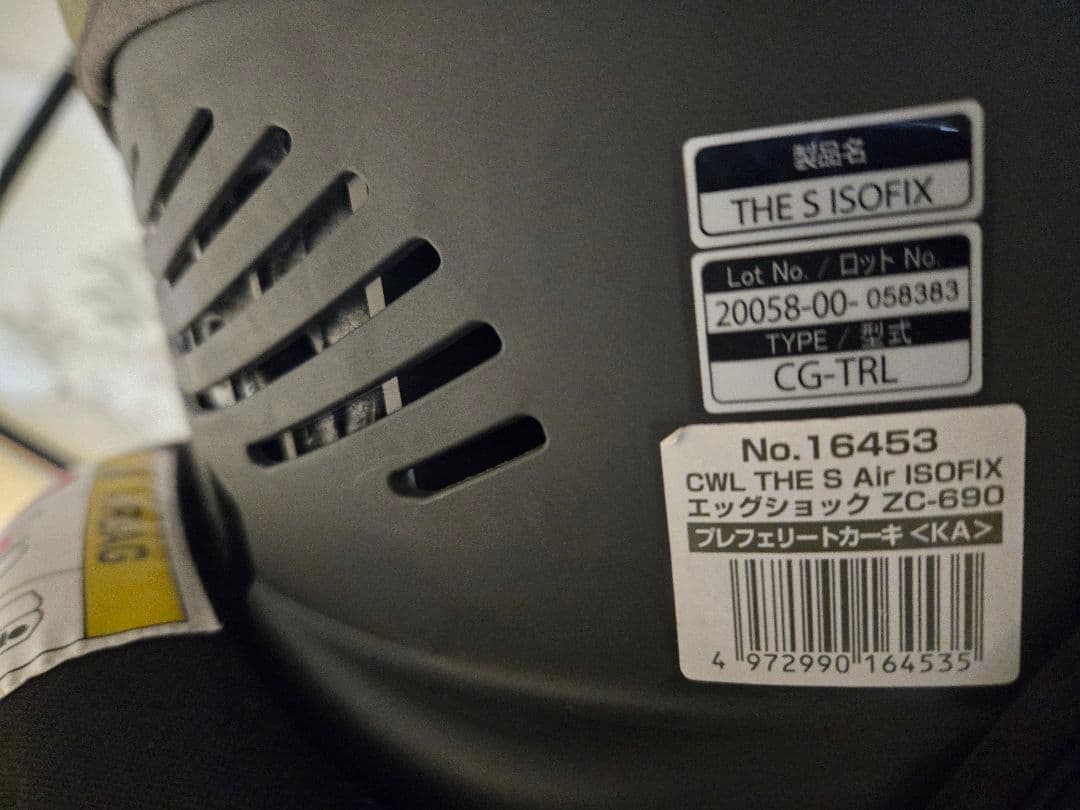 製品名
THE S ISOFIX
Lot No. / ロット No.
20058-00- 058383
TYPE / 型式
CG-TRL
No.16453
CWL THE S Air ISOFIX
エッグショック ZC-690
プレフェリートカーキ <KA>
4 972990 164535